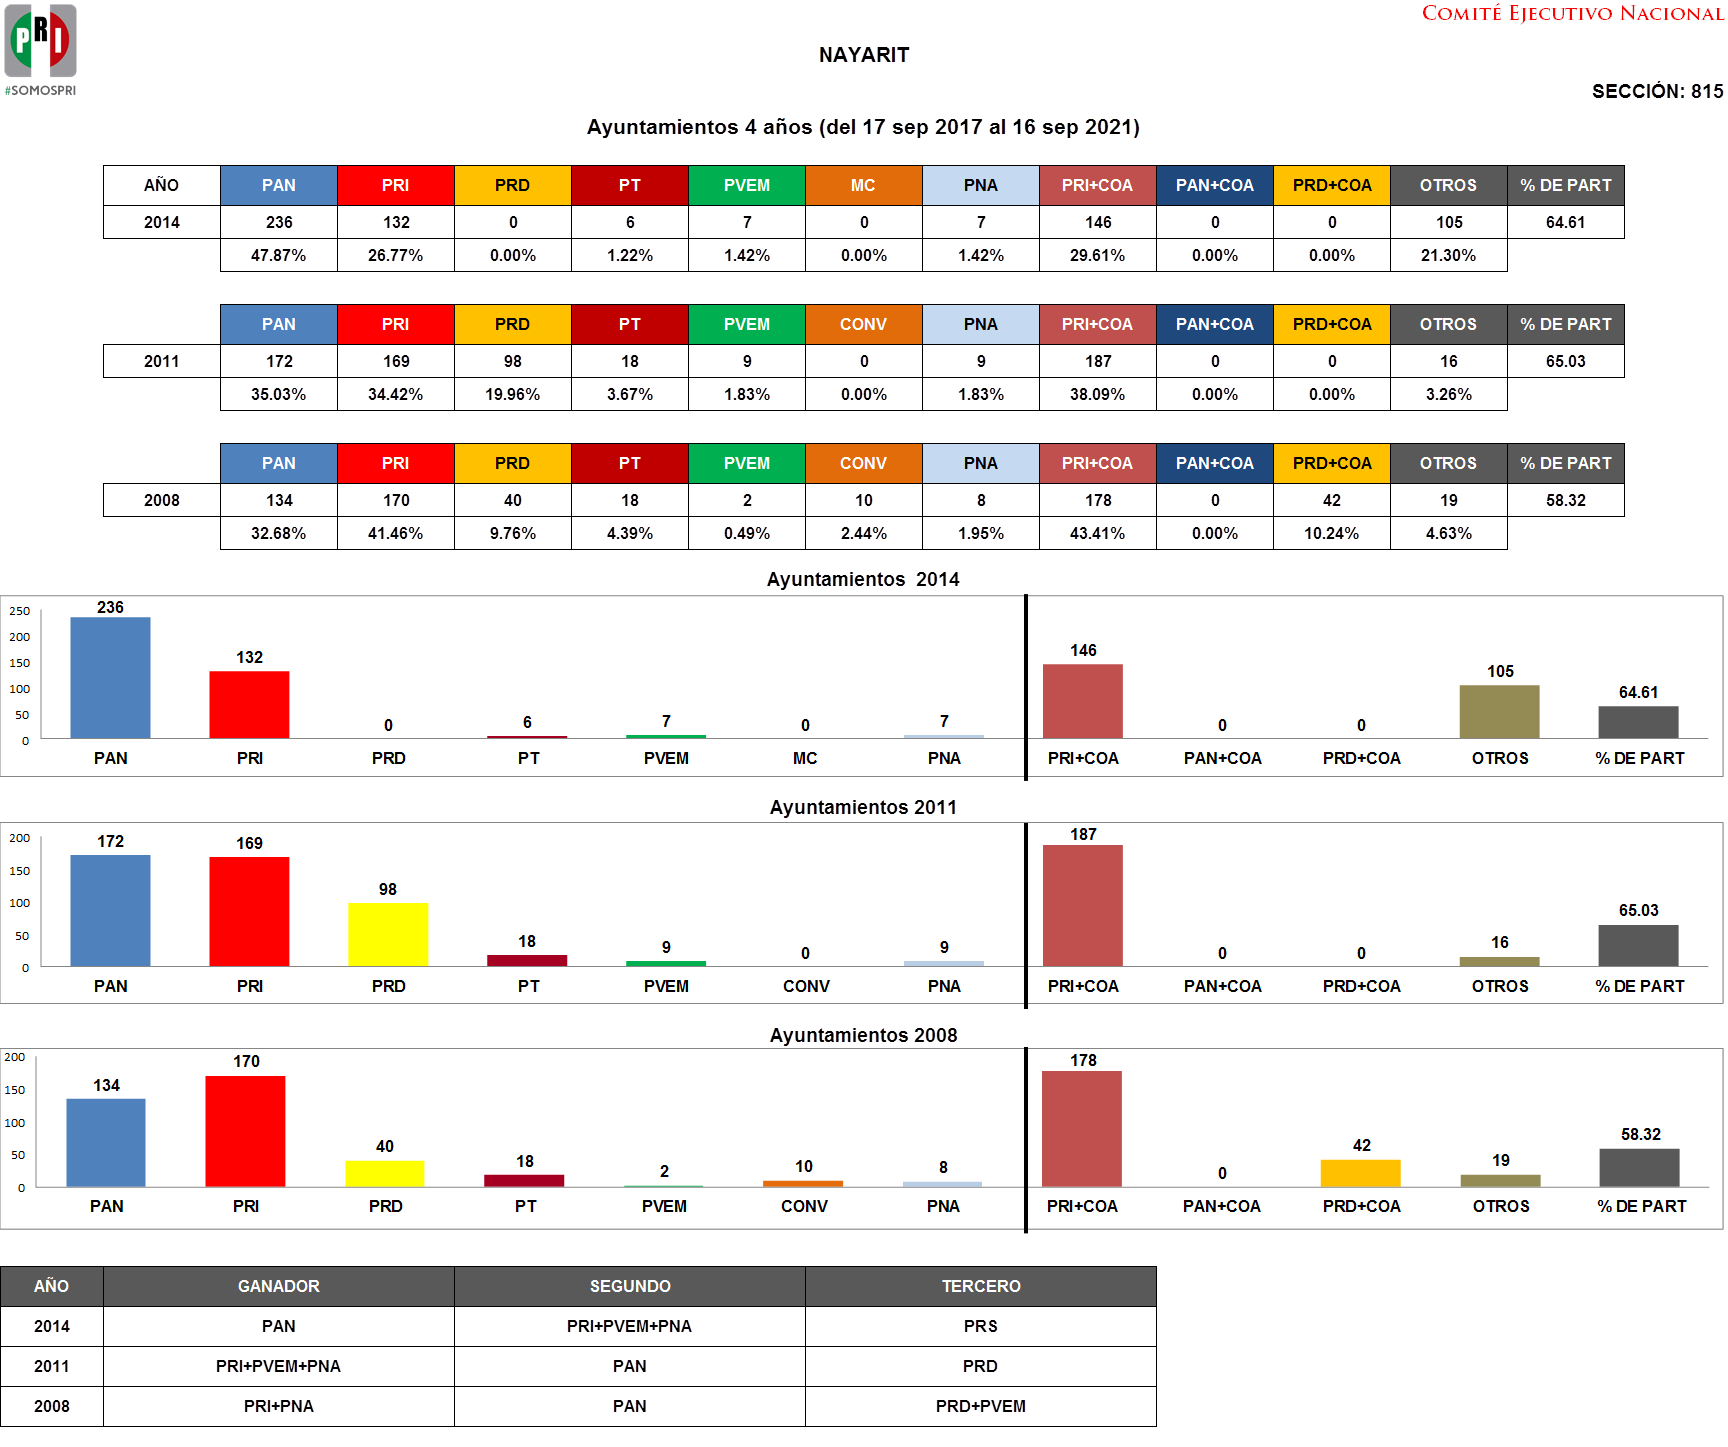 COMITÉ EJECUTIVO NACIONAL
PRI
#SOMOSPRI
NAYARIT
SECCIÓN: 815
Ayuntamientos 4 años (del 17 sep 2017 al 16 sep 2021)
AÑO PAN PRI PRD PT PVEM MC PNA PRI+COA PAN+COA PRD+COA OTROS % DE PART
2014 236 132 0 6 7 0 7 146 0 0 105 64.61
47.87% 26.77% 0.00% 1.22% 1.42% 0.00% 1.42% 29.61% 0.00% 0.00% 21.30%
PAN PRI PRD PT PVEM CONV PNA PRI+COA PAN+COA PRD+COA OTROS % DE PART
2011 172 169 98 18 9 0 9 187 0 0 16 65.03
35.03% 34.42% 19.96% 3.67% 1.83% 0.00% 1.83% 38.09% 0.00% 0.00% 3.26%
PAN PRI PRD PT PVEM CONV PNA PRI+COA PAN+COA PRD+COA OTROS % DE PART
2008 134 170 40 18 2 10 8 178 0 42 19 58.32
32.68% 41.46% 9.76% 4.39% 0.49% 2.44% 1.95% 43.41% 0.00% 10.24% 4.63%
Ayuntamientos 2014
250
200
150
100
50
0
236 132 0 6 7 0 7 146 0 0 105 64.61
PAN PRI PRD PT PVEM MC PNA PRI+COA PAN+COA PRD+COA OTROS % DE PART
Ayuntamientos 2011
200
150
100
50
0
172 169 98 18 9 0 9 187 0 0 16 65.03
PAN PRI PRD PT PVEM CONV PNA PRI+COA PAN+COA PRD+COA OTROS % DE PART
Ayuntamientos 2008
200
150
100
50
0
134 170 40 18 2 10 8 178 0 42 19 58.32
PAN PRI PRD PT PVEM CONV PNA PRI+COA PAN+COA PRD+COA OTROS % DE PART
AÑO GANADOR SEGUNDO TERCERO
2014 PAN PRI+PVEM+PNA PRS
2011 PRI+PVEM+PNA PAN PRD
2008 PRI+PNA PAN PRD+PVEM